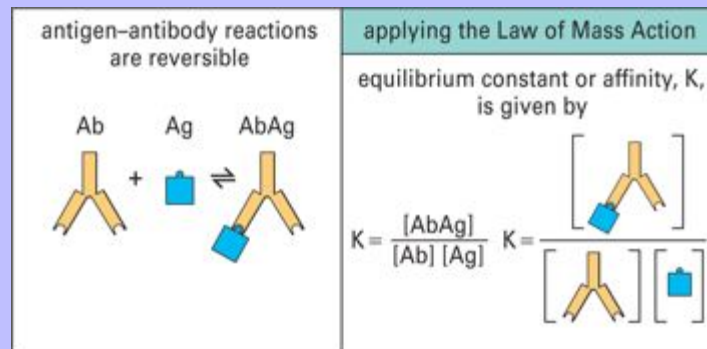 antigen–antibody reactions
are reversible
Ab Ag AbAg
+ ⇌
applying the Law of Mass Action
equilibrium constant or affinity, K,
is given by
K = [AbAg] / [Ab] [Ag] K =